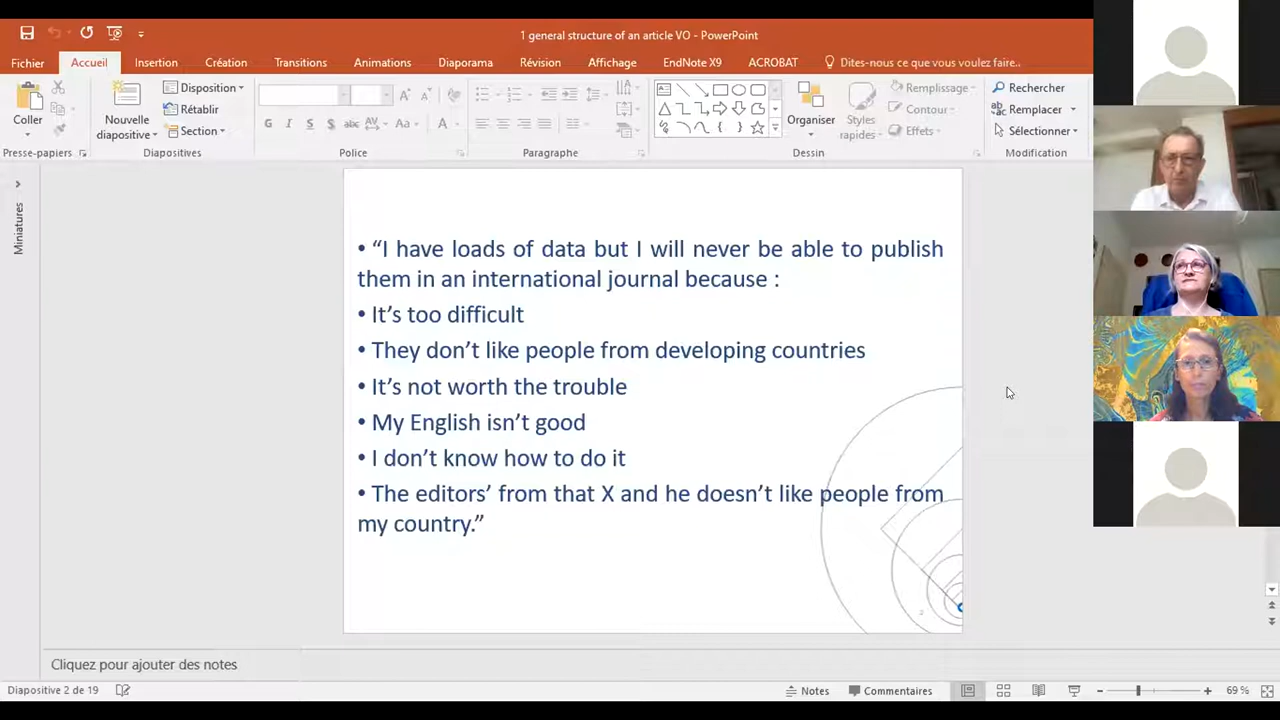 1 general structure of an article VO - PowerPoint
Fichier Accueil Insertion Création Transitions Animations Diaporama Révision Affichage EndNote X9 ACROBAT Dites-nous ce que vous voulez faire..
Coller
Nouvelle diapositive
Disposition
Rétablir
Section
G I S S abc AV Aa A
Organiser
Styles rapides
Remplissage
Contour
Effets
Rechercher
Remplacer
Sélectionner
Presse-papiers Diapositives Police Paragraphe Dessin Modification
Miniatures
• “I have loads of data but I will never be able to publish
them in an international journal because :
• It’s too difficult
• They don’t like people from developing countries
• It’s not worth the trouble
• My English isn’t good
• I don’t know how to do it
• The editors’ from that X and he doesn’t like people from
my country.”
2
Cliquez pour ajouter des notes
Diapositive 2 de 19 Notes Commentaires 69 %